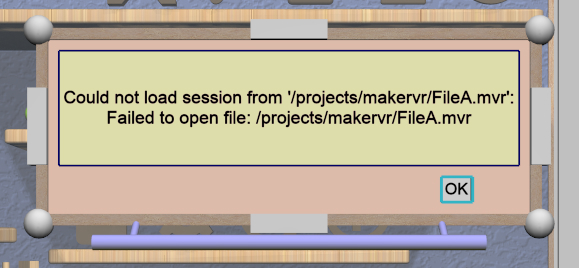 Could not load session from '/projects/makervr/FileA.mvr':
Failed to open file: /projects/makervr/FileA.mvr
OK